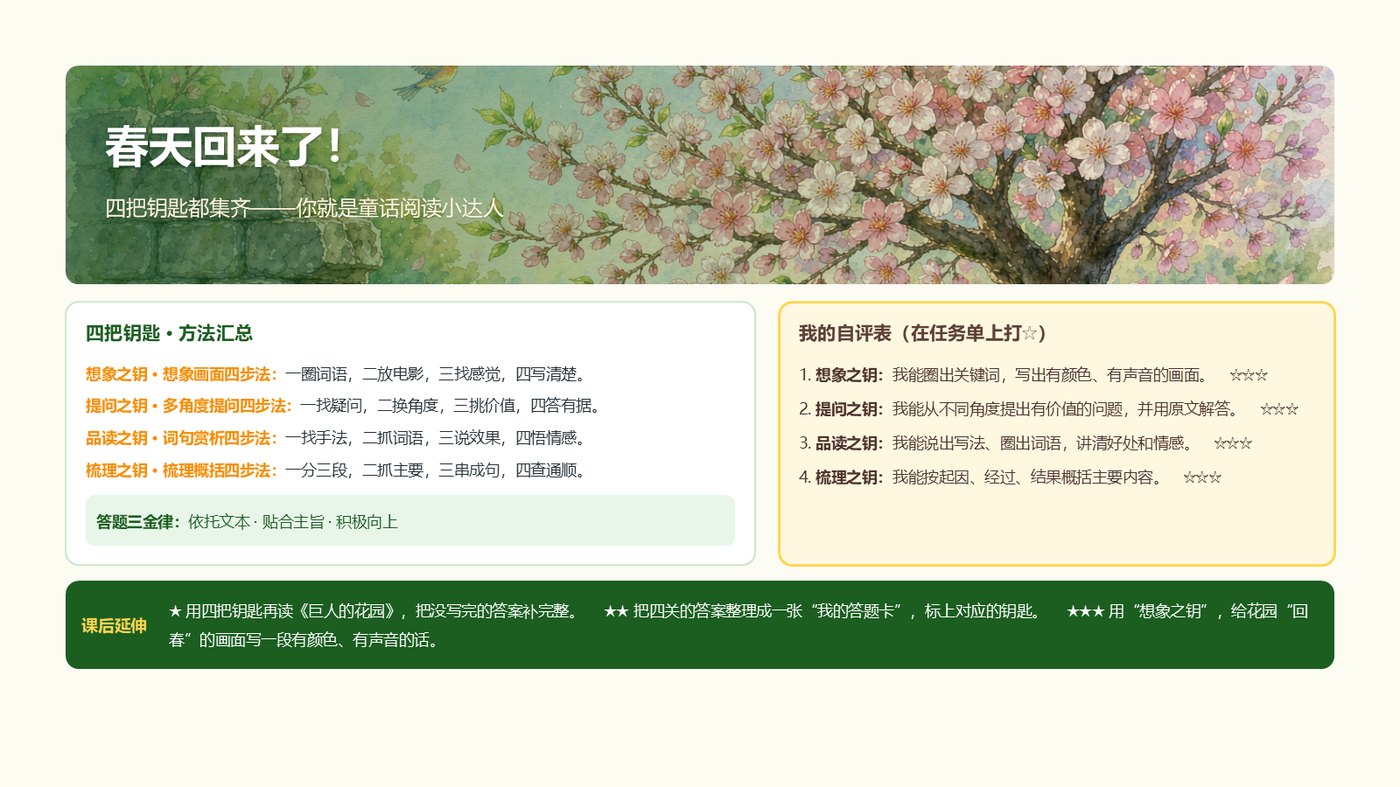 春天回来了！
四把钥匙都集齐——你就是童话阅读小达人
四把钥匙·方法汇总
想象之钥·想象画面四步法：一圈词语，二放电影，三找感觉，四写清楚。
提问之钥·多角度提问四步法：一找疑问，二换角度，三挑价值，四答有据。
品读之钥·词句赏析四步法：一找手法，二抓词语，三说效果，四悟情感。
梳理之钥·梳理概括四步法：一分三段，二抓主要，三串成句，四查通顺。
答题三金律：依托文本·贴合主旨·积极向上
我的自评表（在任务单上打☆）
1. 想象之钥：我能圈出关键词，写出有颜色、有声音的画面。 ☆☆☆
2. 提问之钥：我能从不同角度提出有价值的问题，并用原文解答。 ☆☆☆
3. 品读之钥：我能说出写法、圈出词语，讲清好处和情感。 ☆☆☆
4. 梳理之钥：我能按起因、经过、结果概括主要内容。 ☆☆☆
课后延伸
★ 用四把钥匙再读《巨人的花园》，把没写完的答案补完整。 ★★ 把四关的答案整理成一张“我的答题卡”，标上对应的钥匙。 ★★★ 用“想象之钥”，给花园“回
春”的画面写一段有颜色、有声音的话。